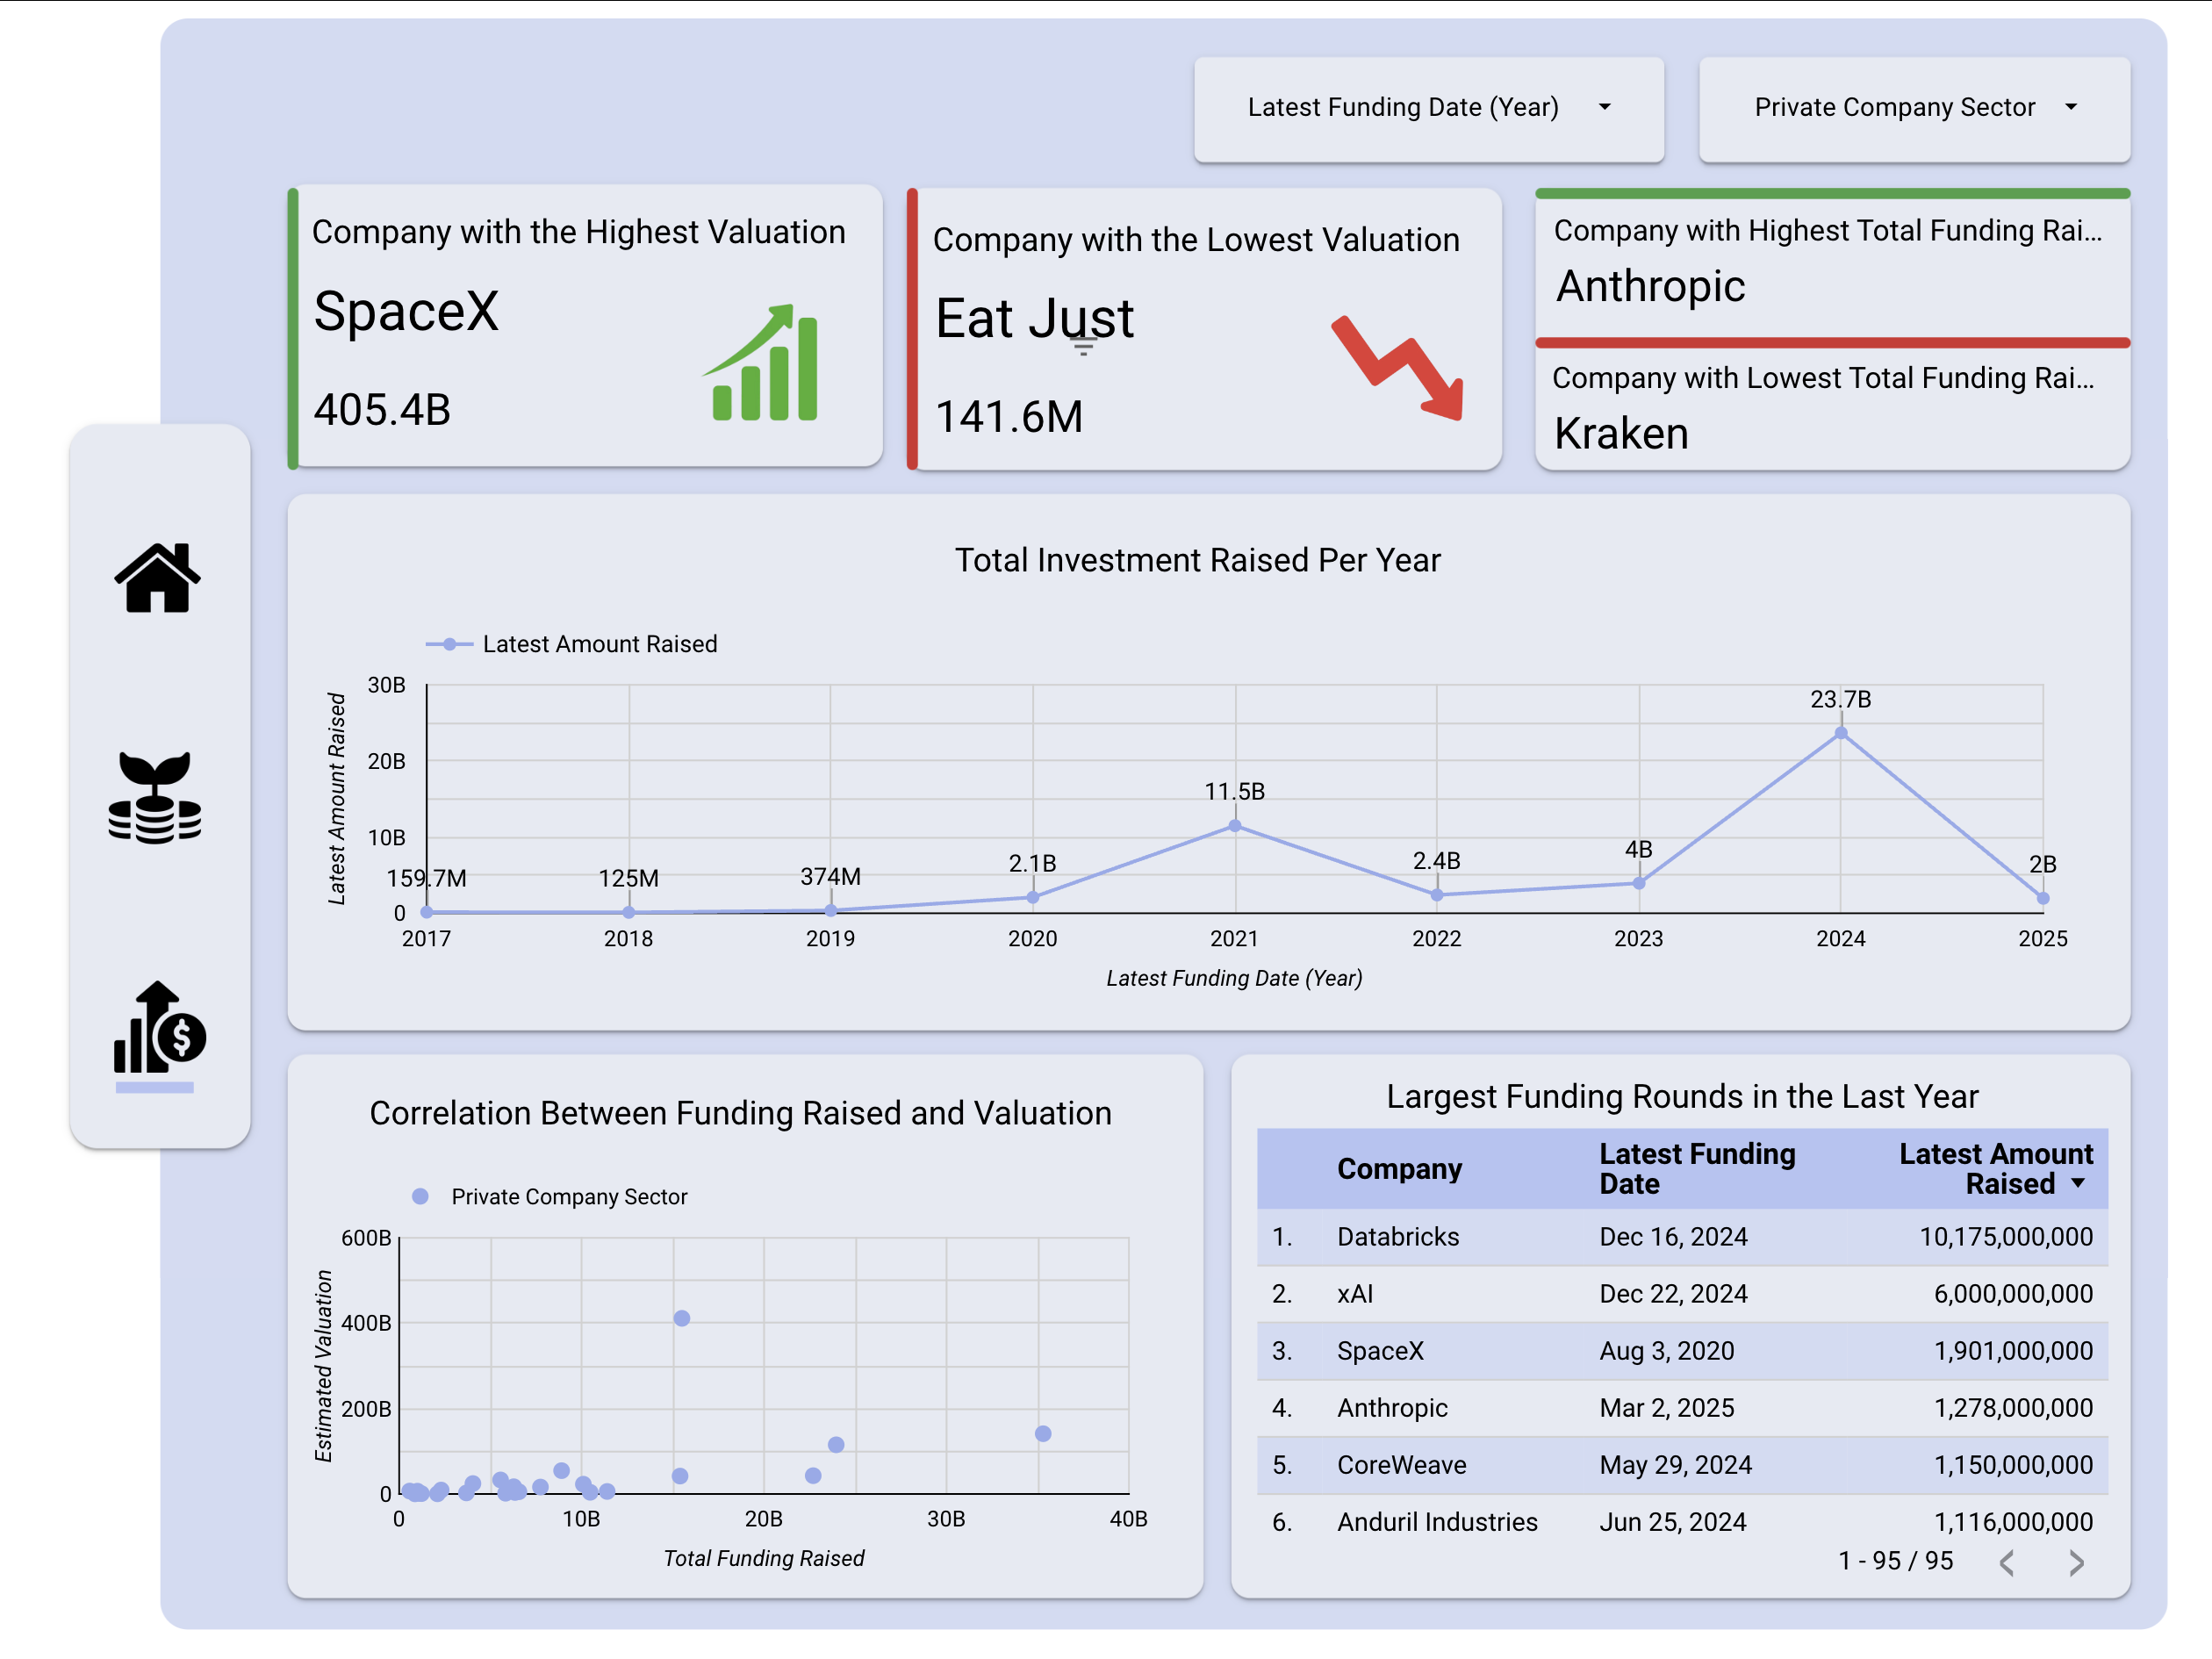 Latest Funding Date (Year)
Private Company Sector
Company with the Highest Valuation
SpaceX
405.4B
Company with the Lowest Valuation
Eat Just
141.6M
Company with Highest Total Funding Rai...
Anthropic
Company with Lowest Total Funding Rai...
Kraken
Total Investment Raised Per Year
Latest Amount Raised
Latest Amount Raised
30B
20B
10B
0
159.7M
125M
374M
2.1B
11.5B
2.4B
4B
23.7B
2B
2017
2018
2019
2020
2021
2022
2023
2024
2025
Latest Funding Date (Year)
Correlation Between Funding Raised and Valuation
Private Company Sector
Estimated Valuation
600B
400B
200B
0
0
10B
20B
30B
40B
Total Funding Raised
Largest Funding Rounds in the Last Year
Company
Latest Funding
Date
Latest Amount
Raised
1. Databricks Dec 16, 2024 10,175,000,000
2. xAI Dec 22, 2024 6,000,000,000
3. SpaceX Aug 3, 2020 1,901,000,000
4. Anthropic Mar 2, 2025 1,278,000,000
5. CoreWeave May 29, 2024 1,150,000,000
6. Anduril Industries Jun 25, 2024 1,116,000,000
1 - 95 / 95
$